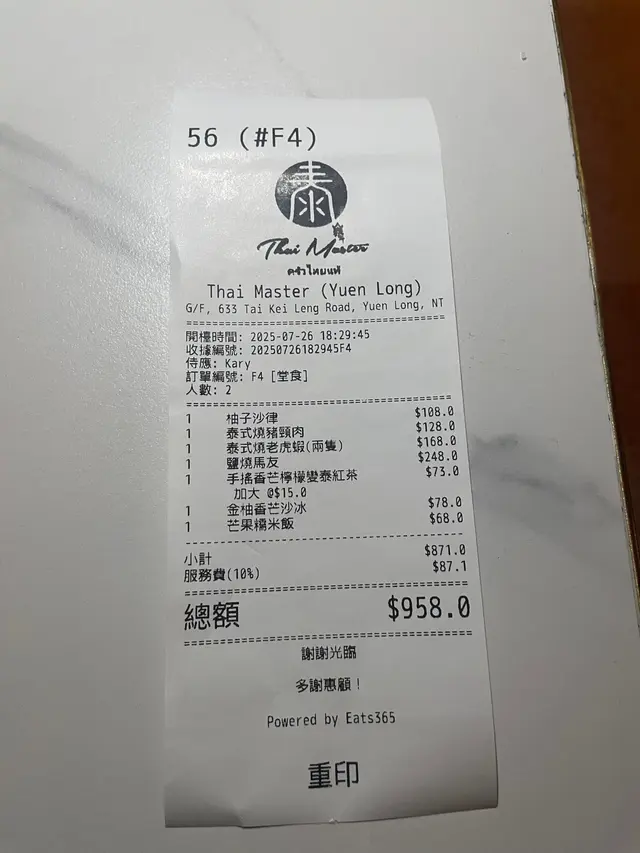 56 (#F4)
泰
Thai Master
ครัวไทยแท้
Thai Master (Yuen Long)
G/F, 633 Tai Kei Leng Road, Yuen Long, NT
開檯時間: 2025-07-26 18:29:45
收據編號: 20250726182945F4
侍應: Kary
訂單編號: F4 [堂食]
人數: 2
1 柚子沙律 $108.0
1 泰式燒豬頸肉 $128.0
1 泰式燒老虎蝦(兩隻) $168.0
1 鹽燒馬友 $248.0
1 手搖香芒檸檬變泰紅茶 $73.0
加大 @$15.0
1 金柚香芒沙冰 $78.0
1 芒果糯米飯 $68.0
小計 $871.0
服務費(10%) $87.1
總額 $958.0
謝謝光臨
多謝惠顧！
Powered by Eats365
重印